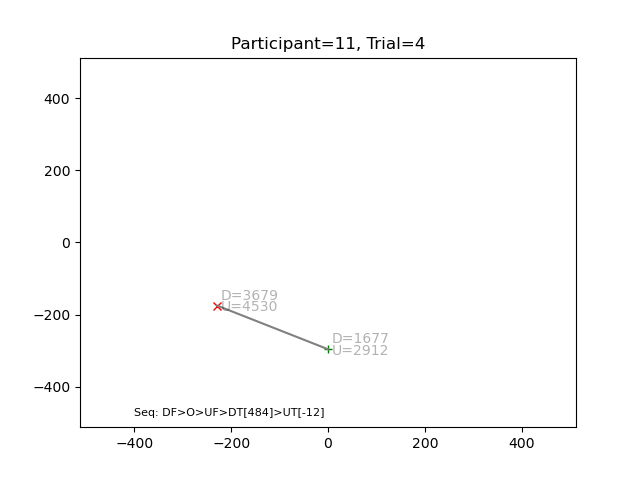 Participant=11, Trial=4
400
200
0
−200
−400
D=3679
U=4530
D=1677
U=2912
Seq: DF>O>UF>DT[484]>UT[-12]
−400
−200
0
200
400